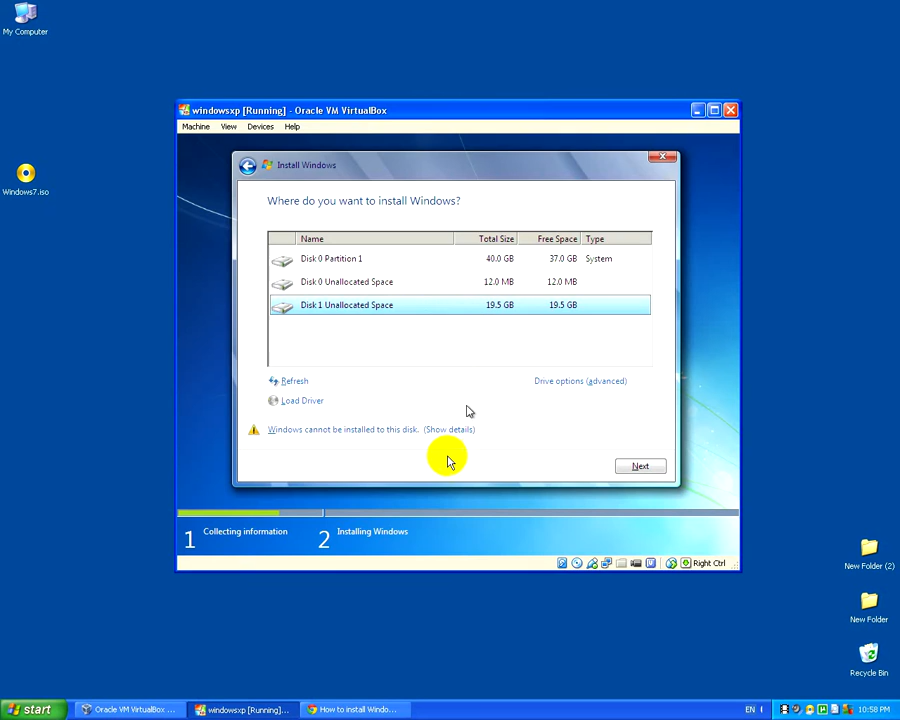 My Computer
Windows7.iso
windowsxp [Running] - Oracle VM VirtualBox
Machine View Devices Help
Install Windows
Where do you want to install Windows?
Name Total Size Free Space Type
Disk 0 Partition 1 40.0 GB 37.0 GB System
Disk 0 Unallocated Space 12.0 MB 12.0 MB
Disk 1 Unallocated Space 19.5 GB 19.5 GB
Refresh Drive options (advanced)
Load Driver
Windows cannot be installed to this disk. (Show details)
Next
1 Collecting information 2 Installing Windows
Right Ctrl
New Folder (2)
New Folder
Recycle Bin
start Oracle VM VirtualBox ... windowsxp [Running]... How to install Windo... EN 10:58 PM